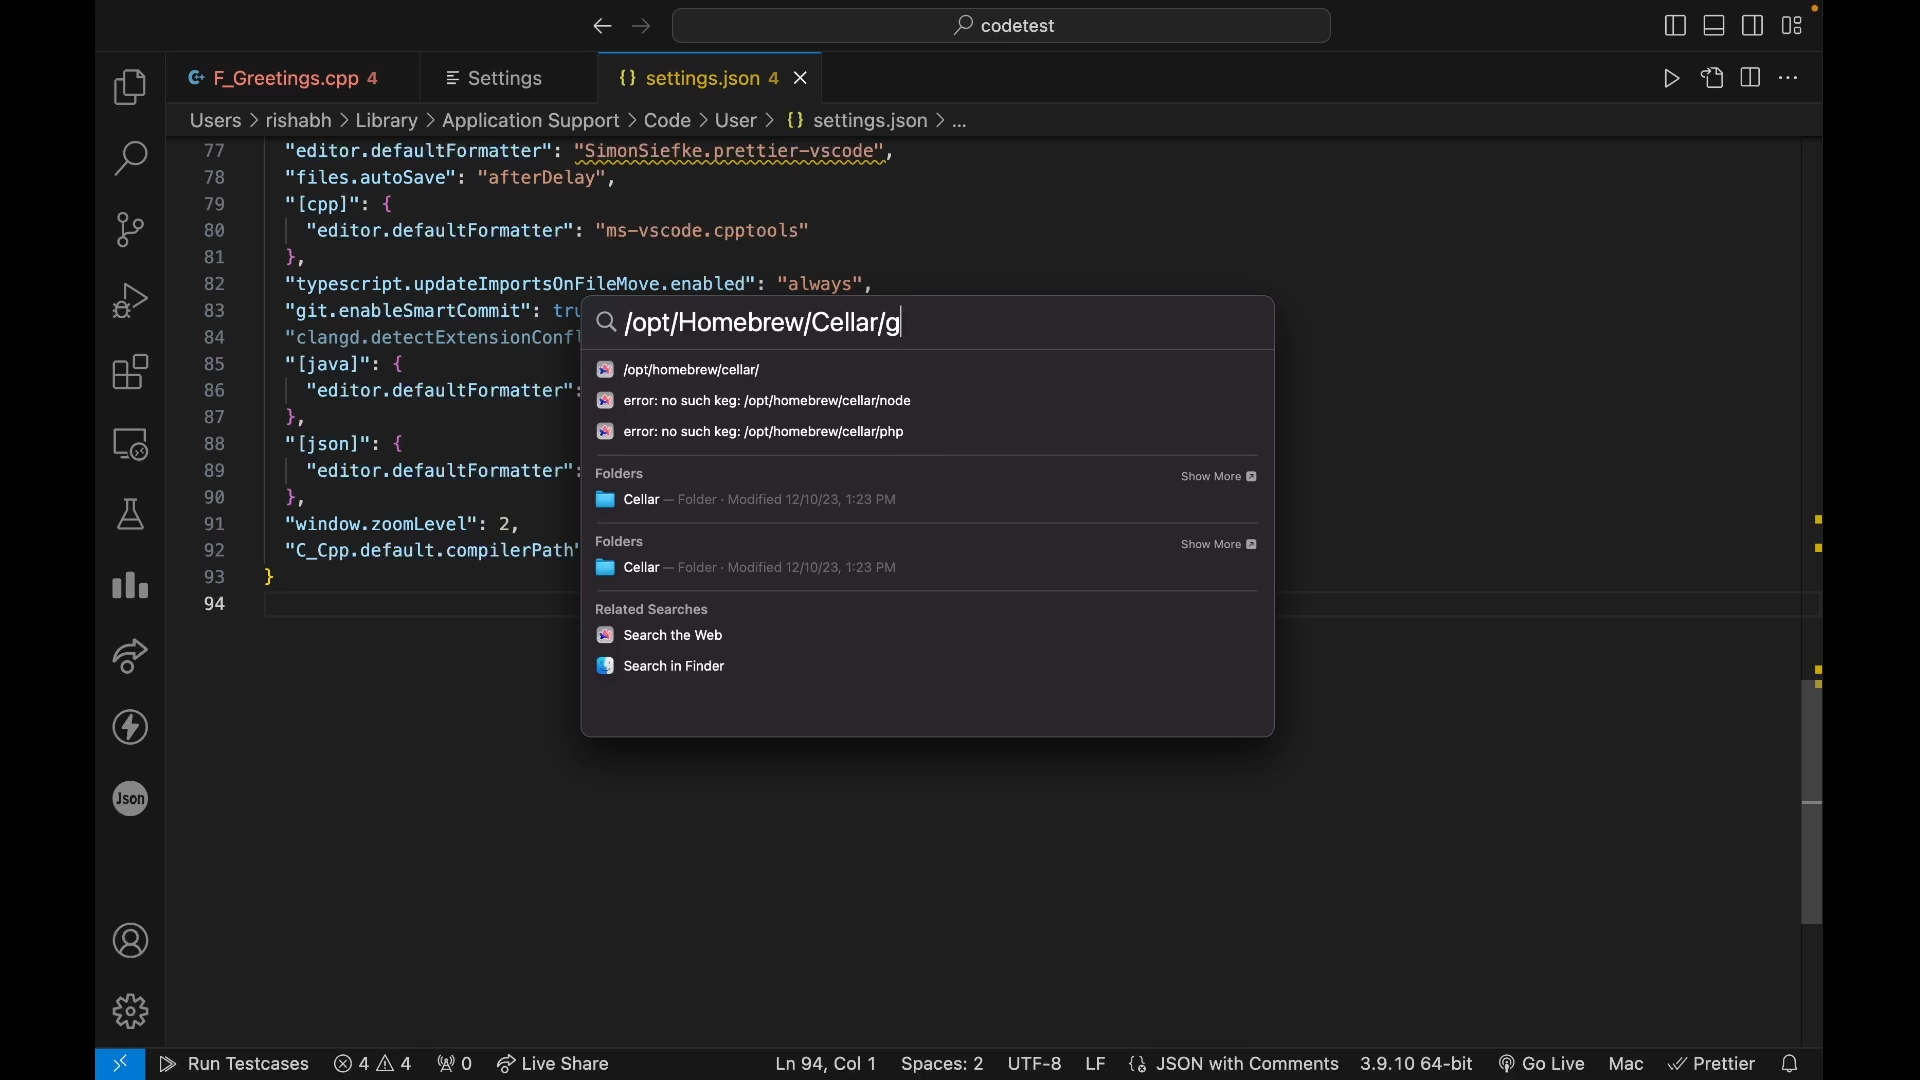 codetest
F_Greetings.cpp 4
Settings
{} settings.json 4
Users > rishabh > Library > Application Support > Code > User > {} settings.json > ...
77 "editor.defaultFormatter": "SimonSiefke.prettier-vscode",
78 "files.autoSave": "afterDelay",
79 "[cpp]": {
80 "editor.defaultFormatter": "ms-vscode.cpptools"
81 },
82 "typescript.updateImportsOnFileMove.enabled": "always",
83 "git.enableSmartCommit": tru
84 "clangd.detectExtensionConfl
85 "[java]": {
86 "editor.defaultFormatter":
87 },
88 "[json]": {
89 "editor.defaultFormatter":
90 },
91 "window.zoomLevel": 2,
92 "C_Cpp.default.compilerPath"
93 }
94
/opt/Homebrew/Cellar/g
/opt/homebrew/cellar/
error: no such keg: /opt/homebrew/cellar/node
error: no such keg: /opt/homebrew/cellar/php
Folders
Show More
Cellar — Folder · Modified 12/10/23, 1:23 PM
Folders
Show More
Cellar — Folder · Modified 12/10/23, 1:23 PM
Related Searches
Search the Web
Search in Finder
Json
Run Testcases
4
4
0
Live Share
Ln 94, Col 1
Spaces: 2
UTF-8
LF
JSON with Comments
3.9.10 64-bit
Go Live
Mac
Prettier